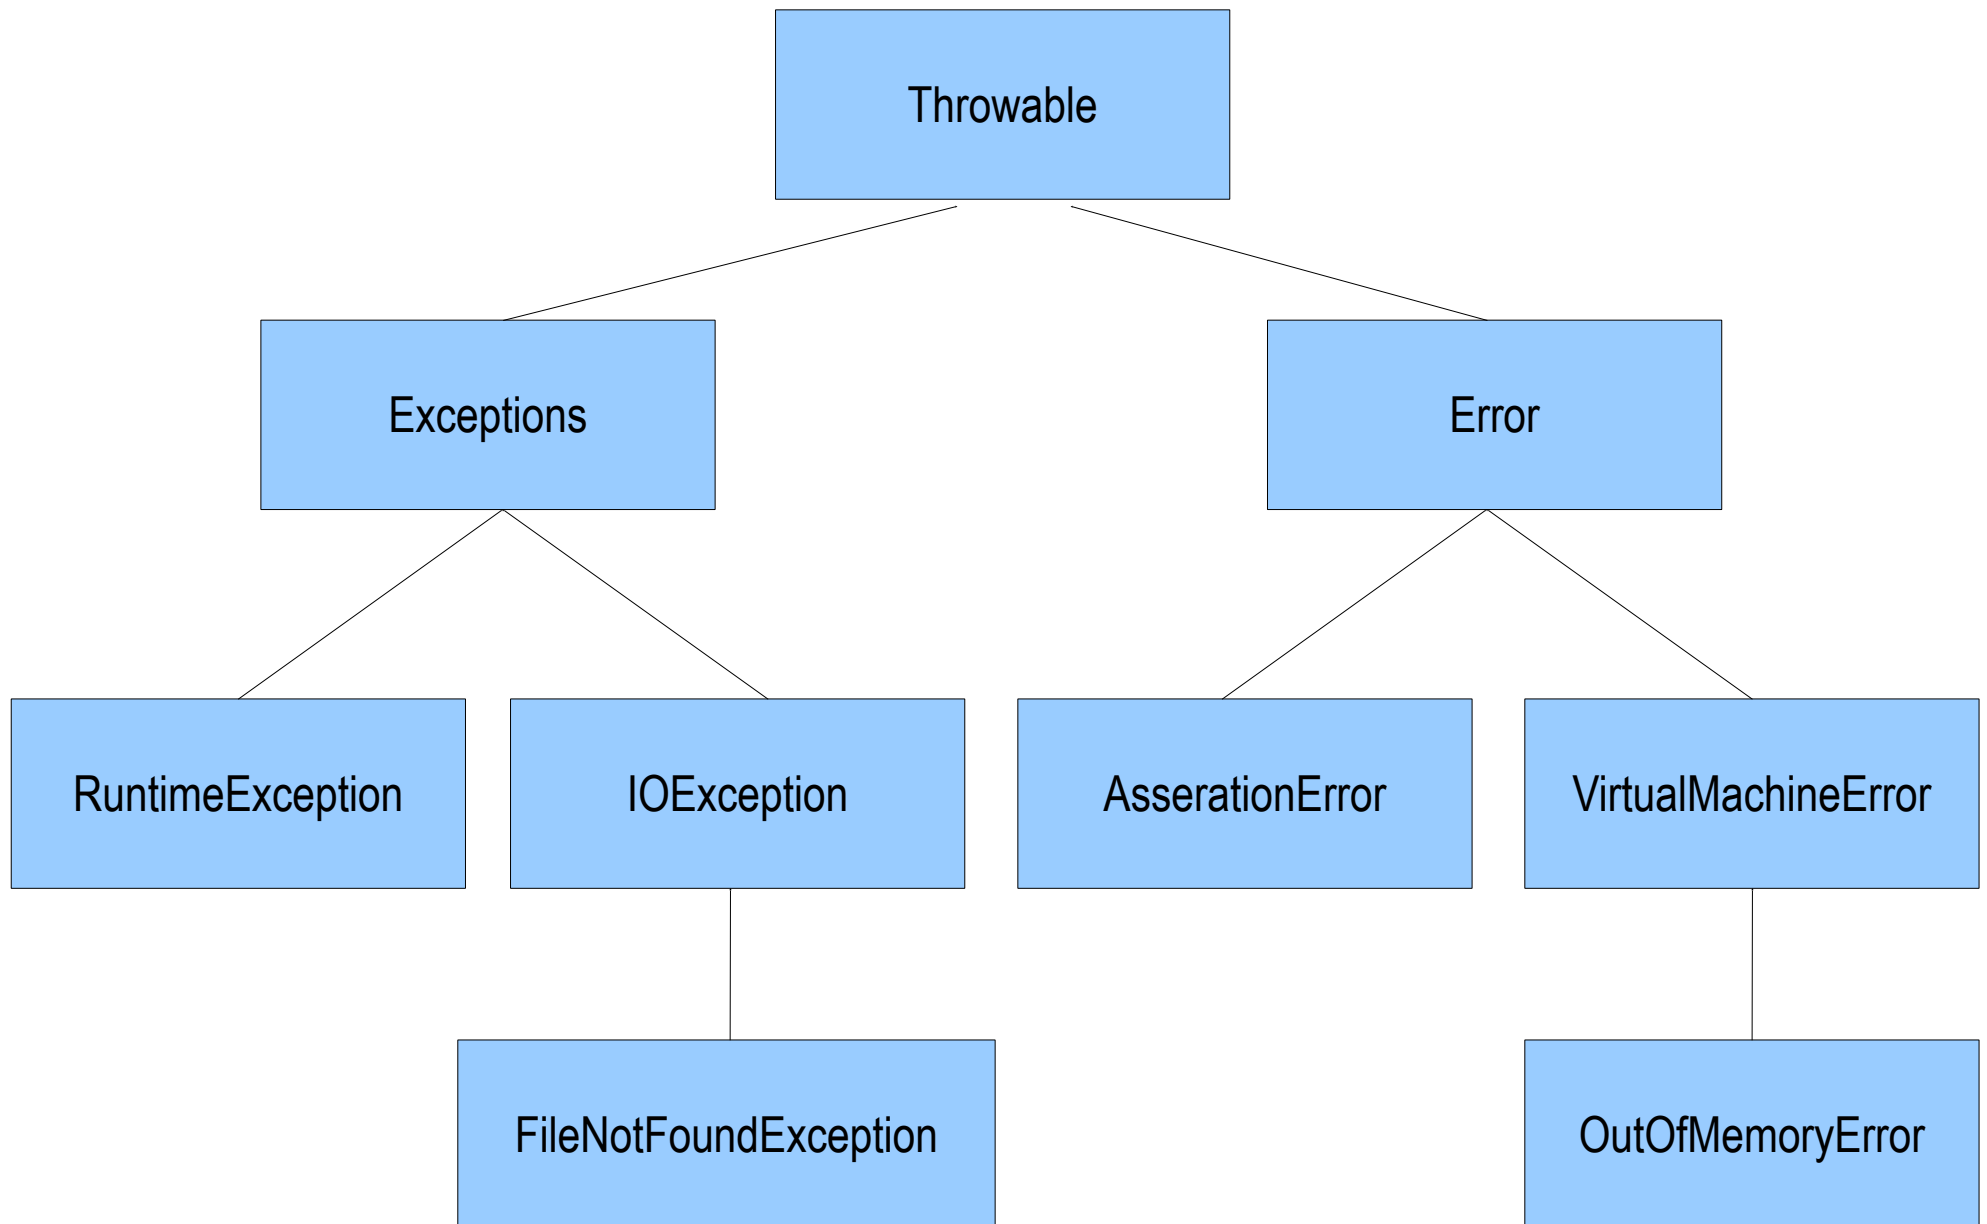 Throwable
Exceptions
Error
RuntimeException
IOException
AsserationError
VirtualMachineError
FileNotFoundException
OutOfMemoryError